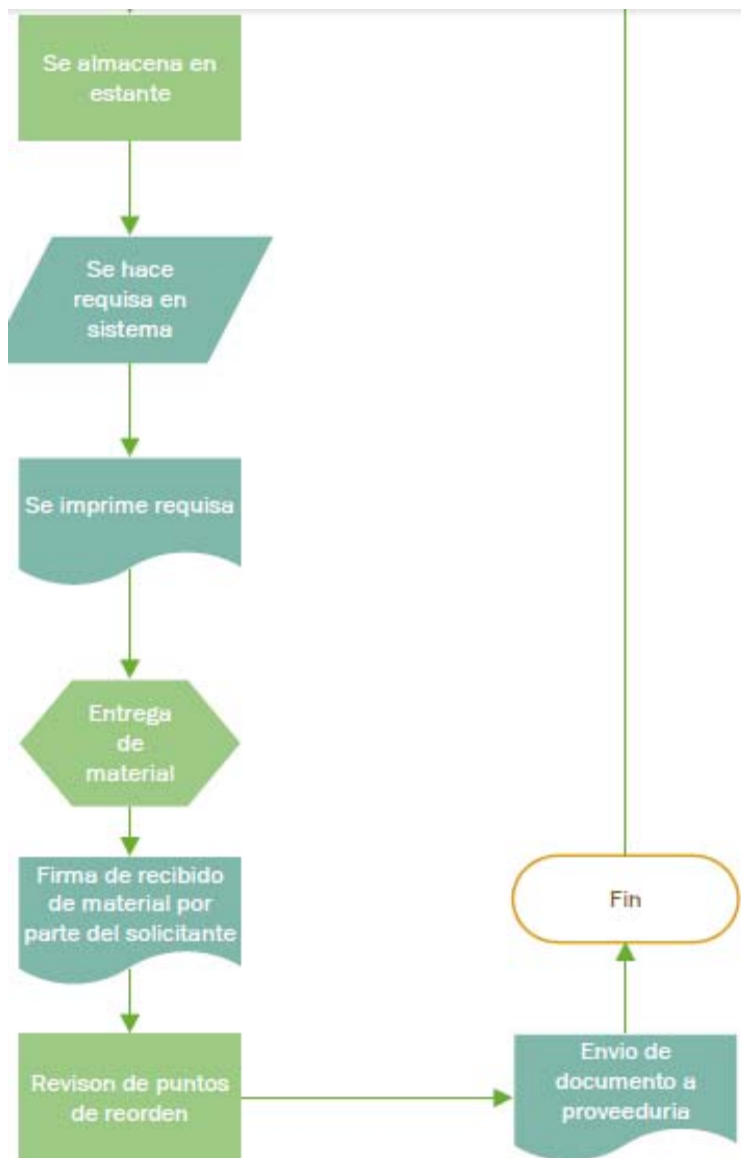 Se almacena en
estante
Se hace
requisa en
sistema
Se imprime requisa
Entrega
de
material
Firma de recibido
de material por
parte del solicitante
Revison de puntos
de reorden
Envio de
documento a
proveeduria
Fin